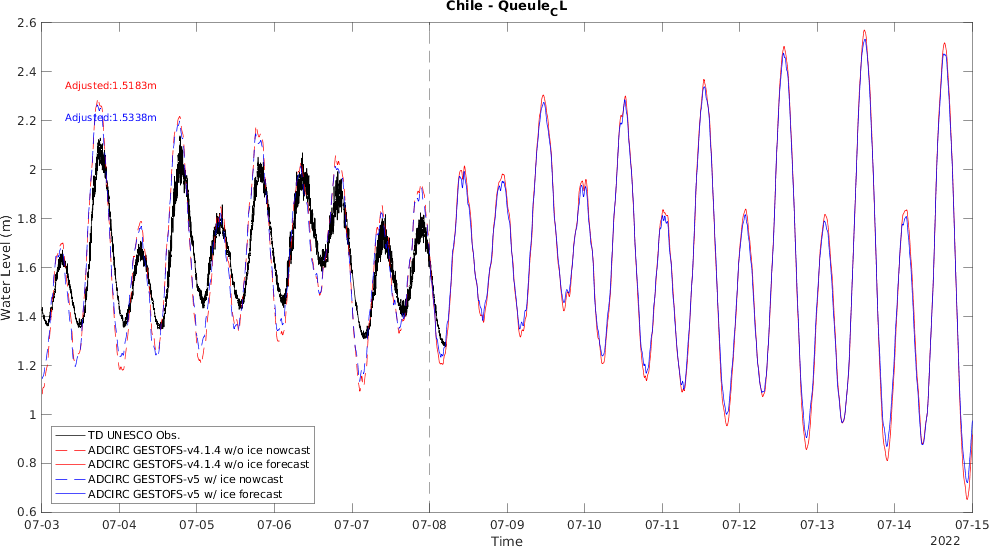 Chile - Queule_CL
2.6
2.4
2.2
2
1.8
1.6
1.4
1.2
1
0.8
0.6
Water Level (m)
Adjusted:1.5183m
Adjusted:1.5338m
TD UNESCO Obs.
ADCIRC GESTOFS-v4.1.4 w/o ice nowcast
ADCIRC GESTOFS-v4.1.4 w/o ice forecast
ADCIRC GESTOFS-v5 w/ ice nowcast
ADCIRC GESTOFS-v5 w/ ice forecast
07-03 07-04 07-05 07-06 07-07 07-08 07-09 07-10 07-11 07-12 07-13 07-14 07-15
Time
2022